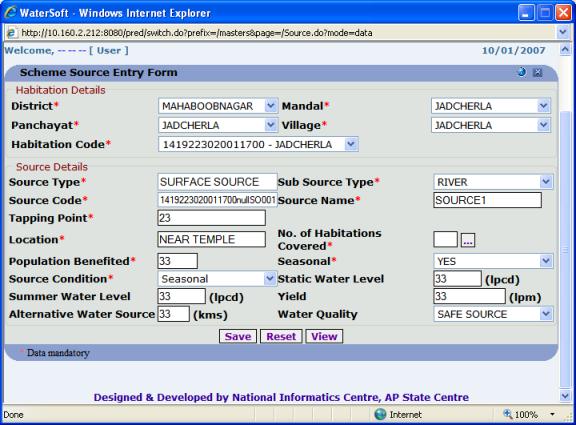 WaterSoft - Windows Internet Explorer
http://10.160.2.212:8080/pred/switch.do?prefix=/masters&page=/Source.do?mode=data
Welcome, -- -- -- [ User ] 10/01/2007
Scheme Source Entry Form
Habitation Details
District* MAHABOOBNAGAR Mandal* JADCHERLA
Panchayat* JADCHERLA Village* JADCHERLA
Habitation Code* 1419223020011700 - JADCHERLA
Source Details
Source Type* SURFACE SOURCE Sub Source Type* RIVER
Source Code* 1419223020011700nullSO001 Source Name* SOURCE1
Tapping Point* 23
Location* NEAR TEMPLE No. of Habitations Covered* ...
Population Benefited* 33 Seasonal* YES
Source Condition* Seasonal Static Water Level 33 (lpcd)
Summer Water Level 33 (lpcd) Yield 33 (lpm)
Alternative Water Source 33 (kms) Water Quality SAFE SOURCE
Save Reset View
* Data mandatory
Designed & Developed by National Informatics Centre, AP State Centre
Done Internet 100%